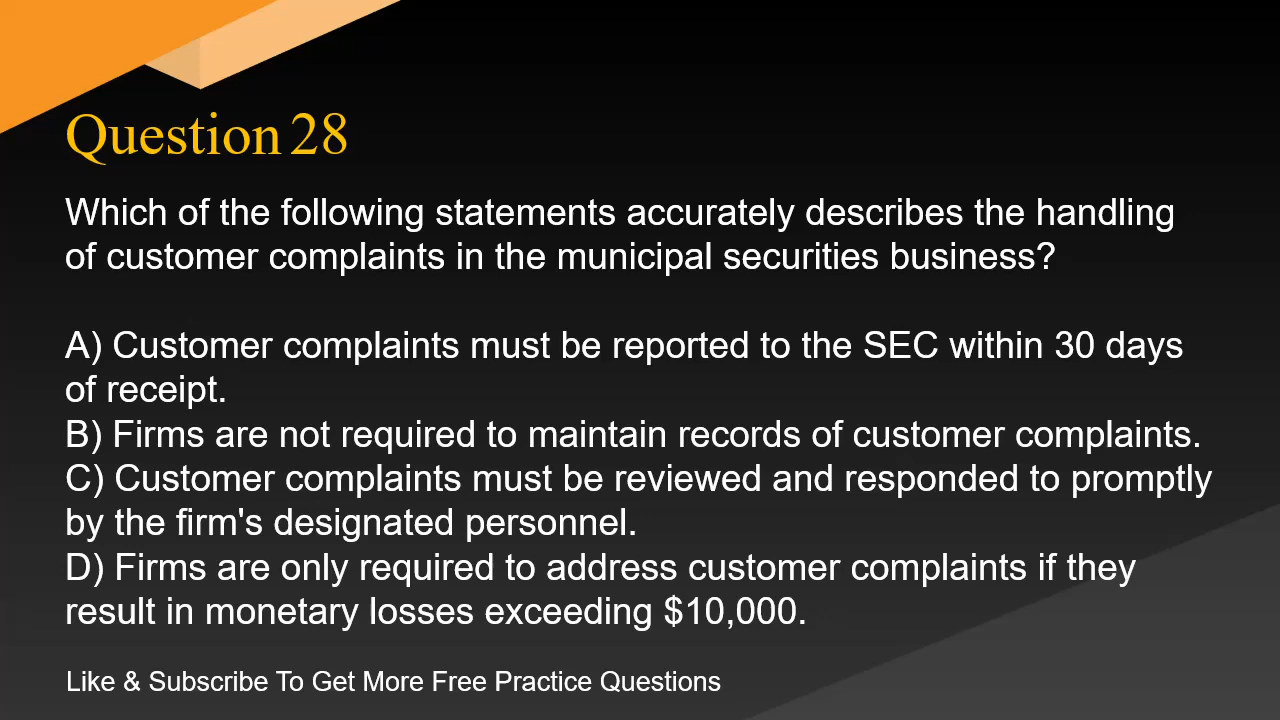 Question 28
Which of the following statements accurately describes the handling
of customer complaints in the municipal securities business?
A) Customer complaints must be reported to the SEC within 30 days
of receipt.
B) Firms are not required to maintain records of customer complaints.
C) Customer complaints must be reviewed and responded to promptly
by the firm's designated personnel.
D) Firms are only required to address customer complaints if they
result in monetary losses exceeding $10,000.
Like & Subscribe To Get More Free Practice Questions